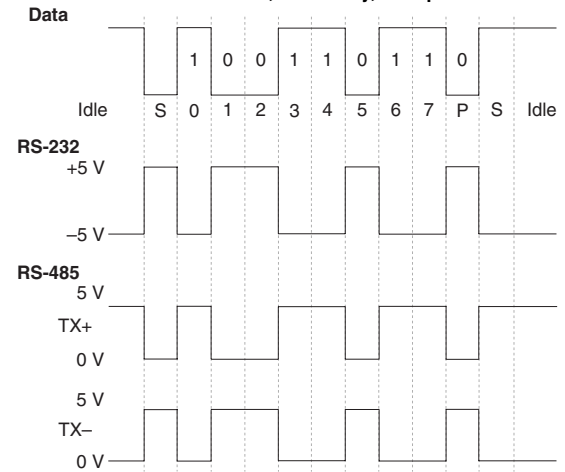 Data
1 0 0 1 1 0 1 1 0
Idle S 0 1 2 3 4 5 6 7 P S Idle
RS-232
+5 V
–5 V
RS-485
5 V
TX+
0 V
5 V
TX–
0 V